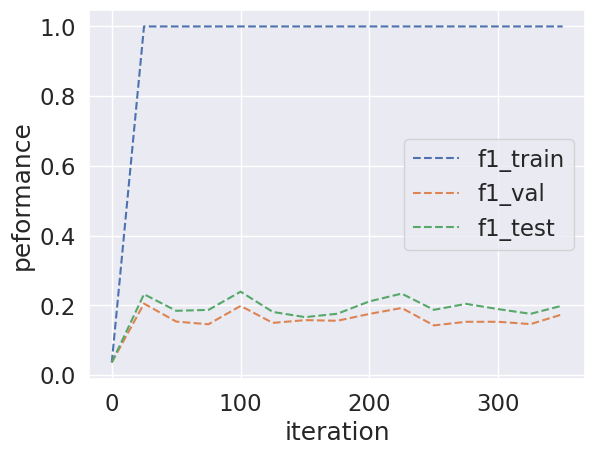 1.0
0.8
0.6
0.4
0.2
0.0
peformance
f1_train
f1_val
f1_test
0 100 200 300
iteration